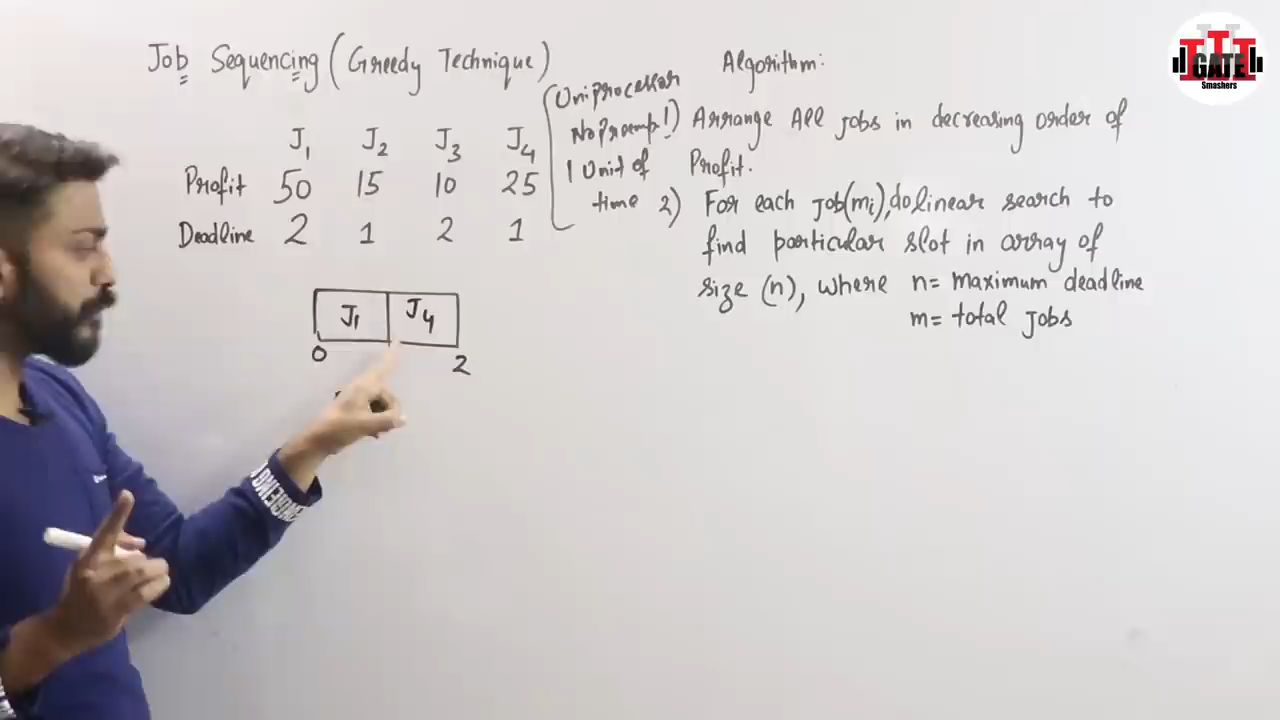 Job Sequencing (Greedy Technique)
J1 J2 J3 J4
Profit 50 15 10 25
Deadline 2 1 2 1
Uniprocessor
No Preemp!
1 Unit of
time
J1 J4
0 2
Algorithm:
1) Arrange All jobs in decreasing order of
Profit.
2) For each job(mi), do linear search to
find particular slot in array of
size (n), where n= maximum deadline
m= total jobs
GATE
Smashers